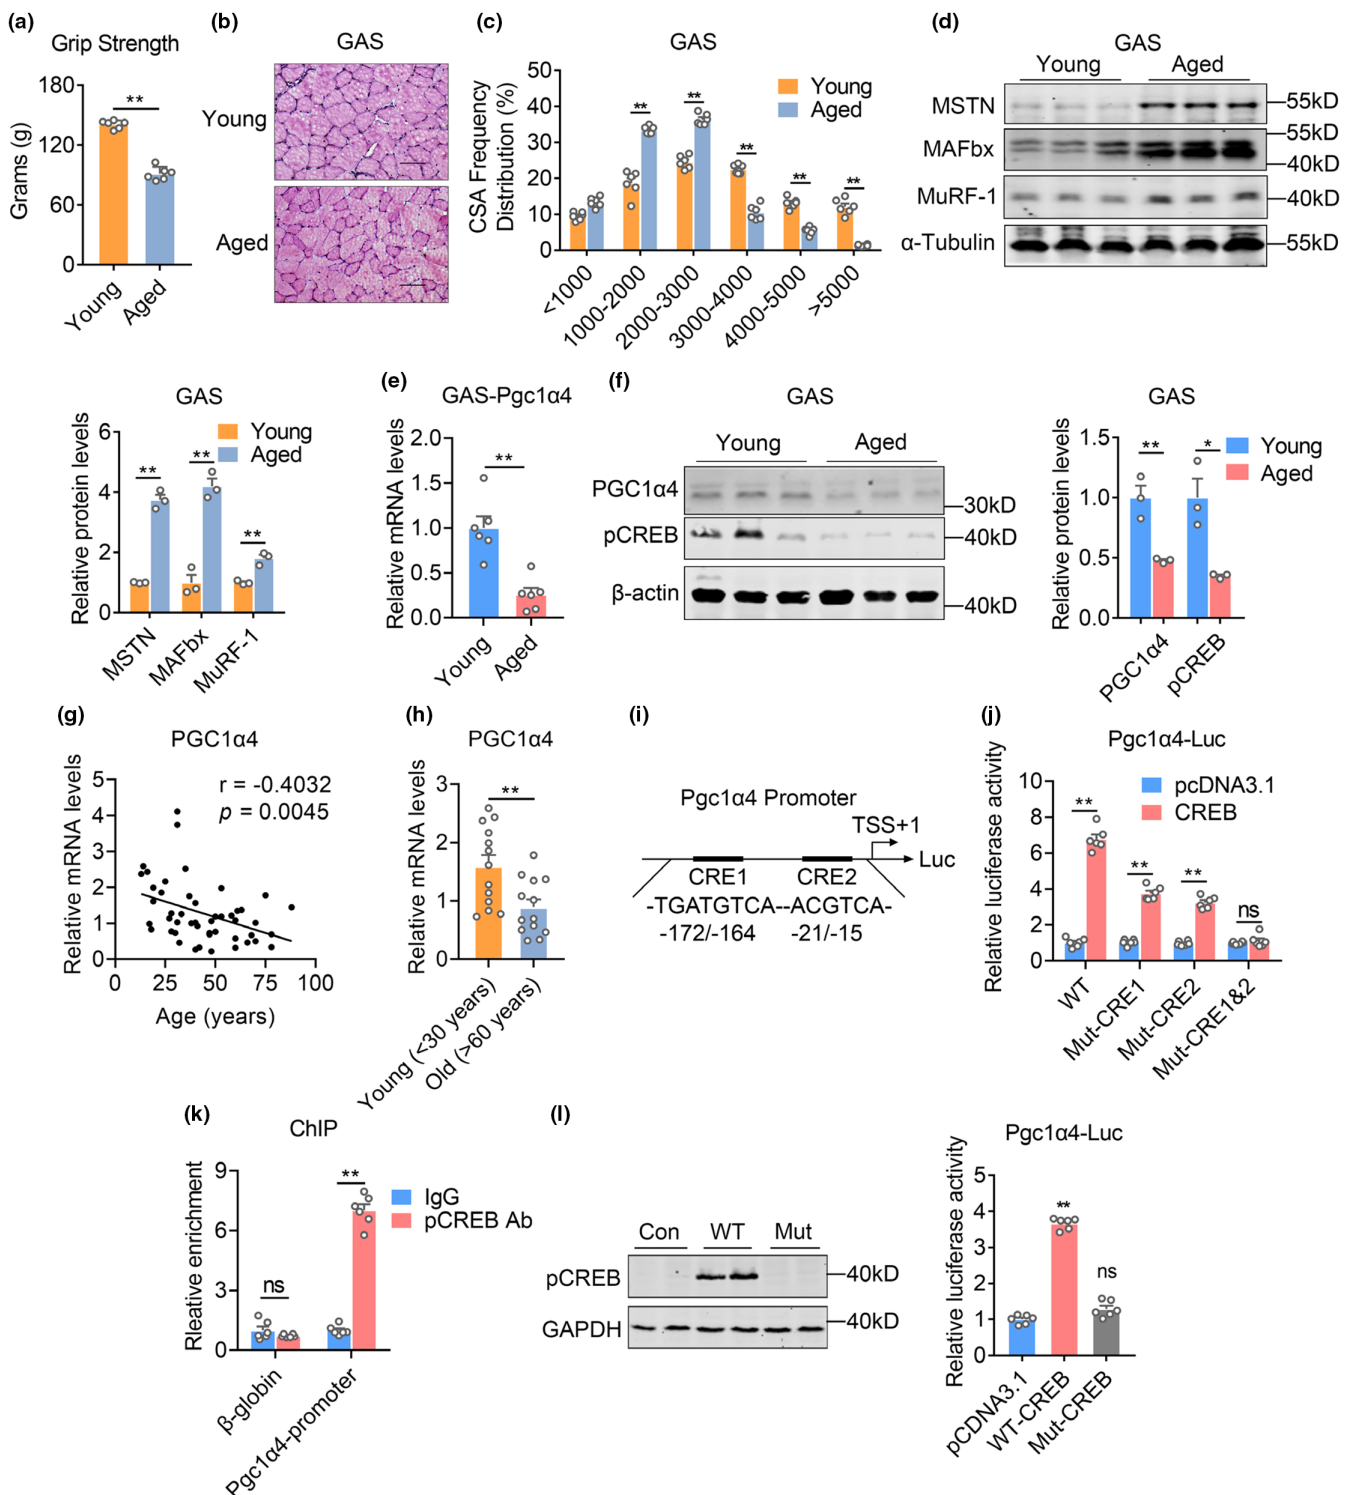 (a)
Grip Strength
Grams (g)
180
120
60
0
**
Young
Aged
(b)
GAS
Young
Aged
(c)
GAS
CSA Frequency
Distribution (%)
50
40
30
20
10
0
Young
Aged
** ** ** ** **
<1000
1000-2000
2000-3000
3000-4000
4000-5000
>5000
(d)
GAS
Young Aged
MSTN
55kD
MAFbx
55kD
40kD
MuRF-1
40kD
α-Tubulin
55kD
GAS
Relative protein levels
6
4
2
0
Young
Aged
** ** **
MSTN
MAFbx
MuRF-1
(e)
GAS-Pgc1α4
Relative mRNA levels
2.0
1.5
1.0
0.5
0.0
**
Young
Aged
(f)
GAS
Young Aged
PGC1α4
30kD
pCREB
40kD
β-actin
40kD
GAS
Relative protein levels
1.5
1.0
0.5
0.0
Young
Aged
** *
PGC1α4
pCREB
(g)
PGC1α4
Relative mRNA levels
5
4
3
2
1
0
r = -0.4032
p = 0.0045
0 25 50 75 100
Age (years)
(h)
PGC1α4
Relative mRNA levels
3
2
1
0
**
Young (<30 years)
Old (>60 years)
(i)
Pgc1α4 Promoter
TSS+1
Luc
CRE1 CRE2
-TGATGTCA--ACGTCA-
-172/-164 -21/-15
(j)
Pgc1α4-Luc
Relative luciferase activity
10
8
6
4
2
0
pcDNA3.1
CREB
** ** ** ns
WT
Mut-CRE1
Mut-CRE2
Mut-CRE1&2
(k)
ChIP
Rleative enrichment
9
6
3
0
ns **
IgG
pCREB Ab
β-globin
Pgc1α4-promoter
(l)
Con WT Mut
pCREB
40kD
GAPDH
40kD
Pgc1α4-Luc
Relative luciferase activity
5
4
3
2
1
0
** ns
pCDNA3.1
WT-CREB
Mut-CREB